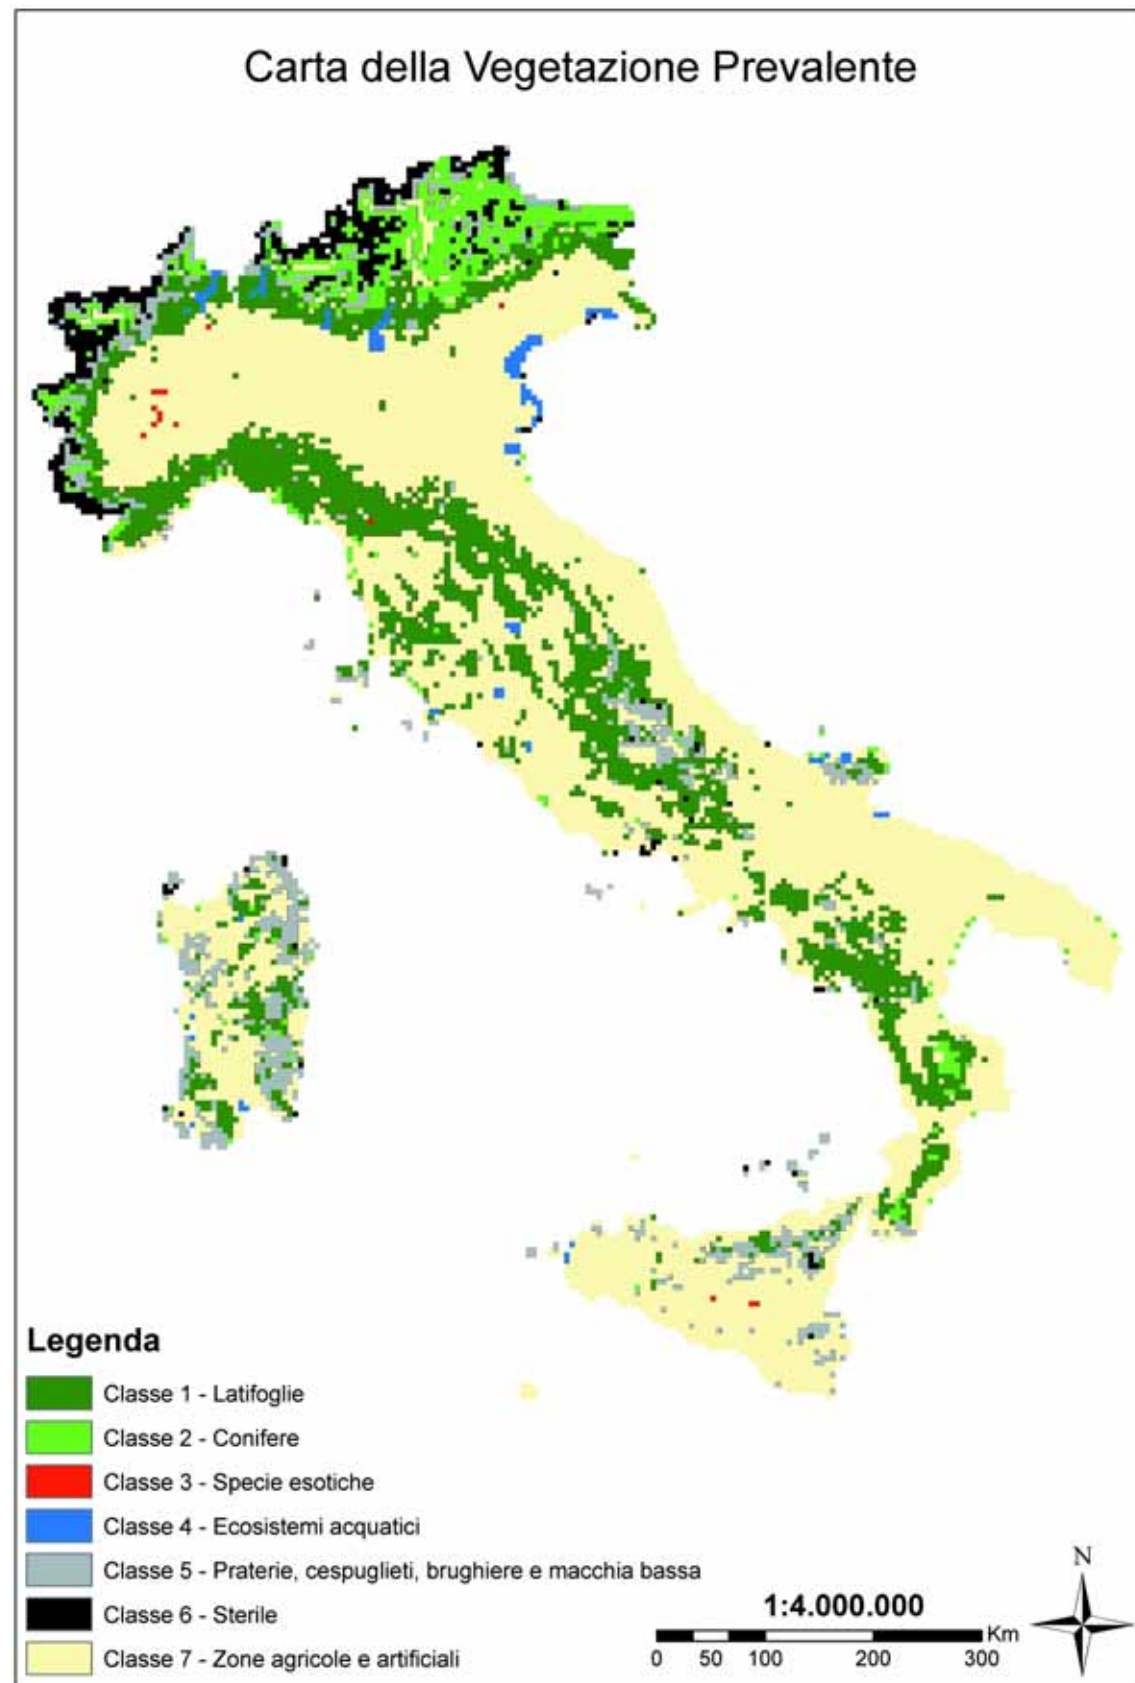 Carta della Vegetazione Prevalente
Legenda
Classe 1 - Latifoglie
Classe 2 - Conifere
Classe 3 - Specie esotiche
Classe 4 - Ecosistemi acquatici
Classe 5 - Praterie, cespuglieti, brughiere e macchia bassa
Classe 6 - Sterile
Classe 7 - Zone agricole e artificiali
N
1:4.000.000
Km
0 50 100 200 300